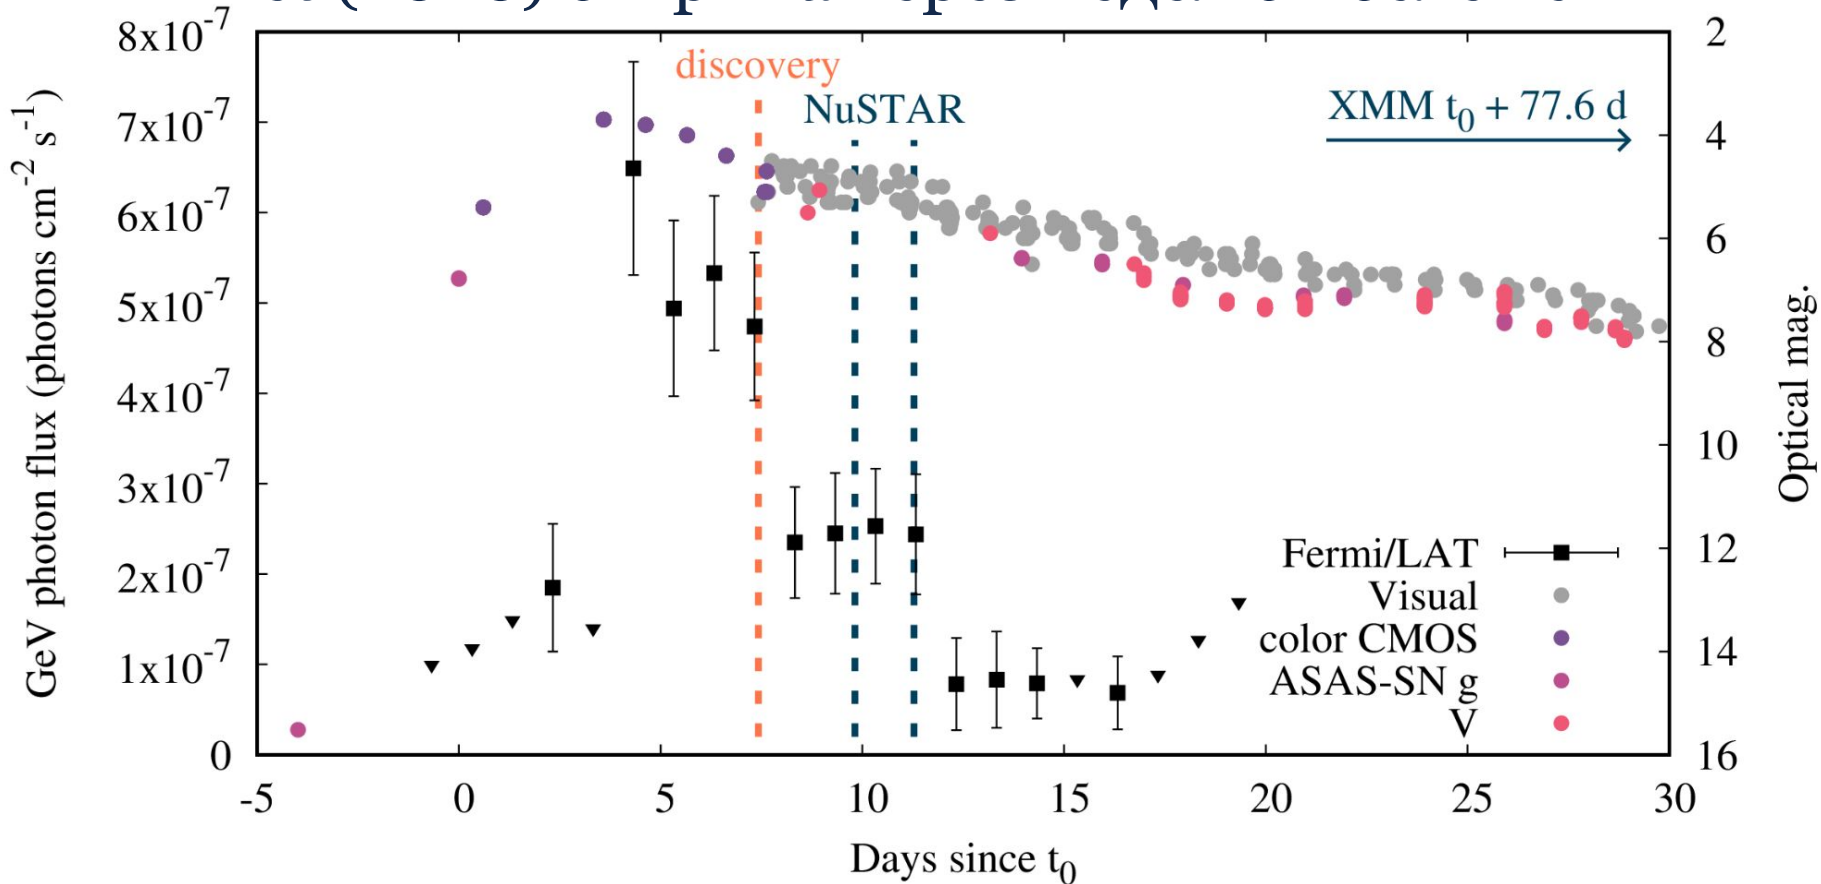 discovery
NuSTAR
XMM t₀ + 77.6 d
Fermi/LAT
Visual
color CMOS
ASAS-SN g
V
GeV photon flux (photons cm⁻² s⁻¹)
8x10⁻⁷
7x10⁻⁷
6x10⁻⁷
5x10⁻⁷
4x10⁻⁷
3x10⁻⁷
2x10⁻⁷
1x10⁻⁷
0
2
4
6
8
10
12
14
16
Optical mag.
-5 0 5 10 15 20 25 30
Days since t₀